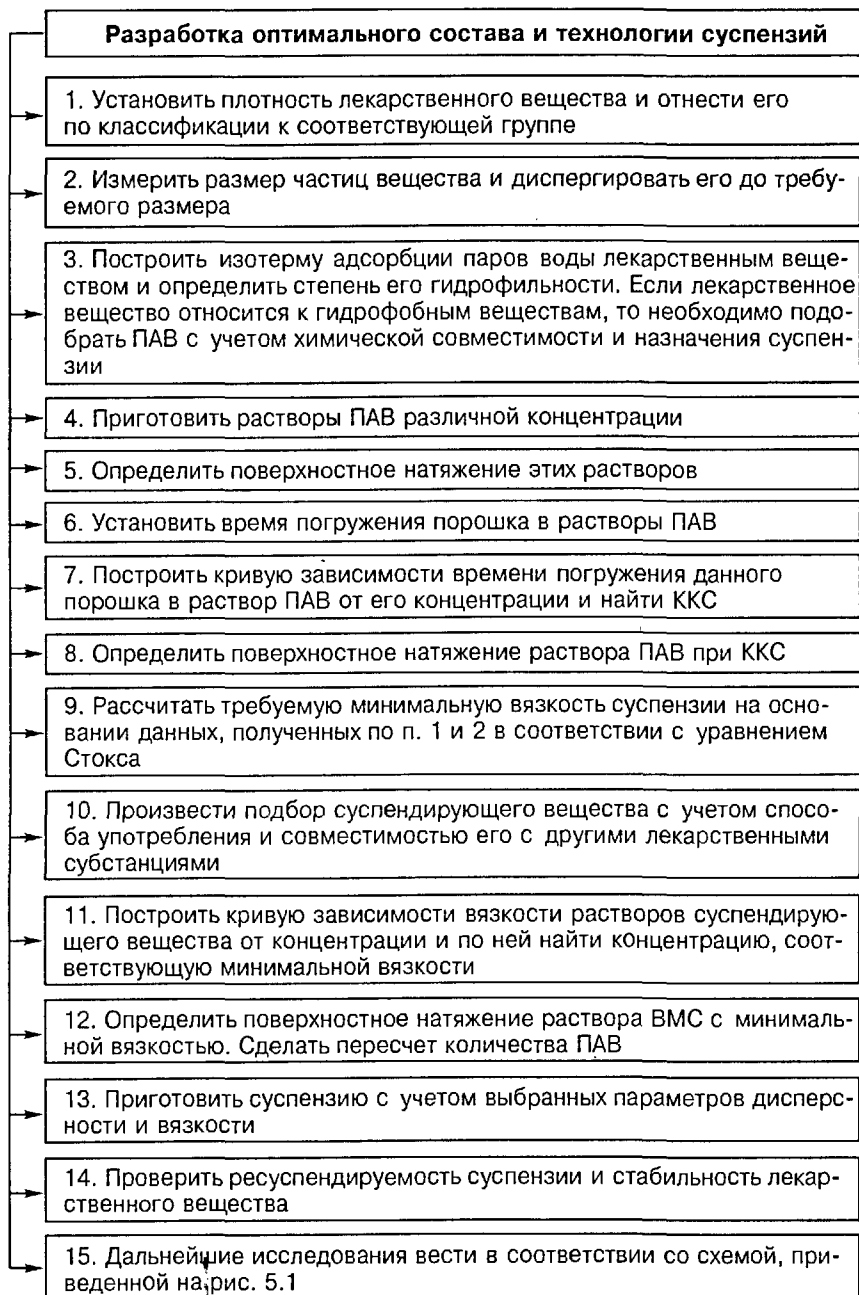 Разработка оптимального состава и технологии суспензий
1. Установить плотность лекарственного вещества и отнести его
по классификации к соответствующей группе
2. Измерить размер частиц вещества и диспергировать его до требу-
емого размера
3. Построить изотерму адсорбции паров воды лекарственным веще-
ством и определить степень его гидрофильности. Если лекарственное
вещество относится к гидрофобным веществам, то необходимо подо-
брать ПАВ с учетом химической совместимости и назначения суспен-
зии
4. Приготовить растворы ПАВ различной концентрации
5. Определить поверхностное натяжение этих растворов
6. Установить время погружения порошка в растворы ПАВ
7. Построить кривую зависимости времени погружения данного
порошка в раствор ПАВ от его концентрации и найти ККС
8. Определить поверхностное натяжение раствора ПАВ при ККС
9. Рассчитать требуемую минимальную вязкость суспензии на осно-
вании данных, полученных по п. 1 и 2 в соответствии с уравнением
Стокса
10. Произвести подбор суспендирующего вещества с учетом спосо-
ба употребления и совместимостью его с другими лекарственными
субстанциями
11. Построить кривую зависимости вязкости растворов суспендирую-
щего вещества от концентрации и по ней найти концентрацию, соот-
ветствующую минимальной вязкости
12. Определить поверхностное натяжение раствора ВМС с минималь-
ной вязкостью. Сделать пересчет количества ПАВ
13. Приготовить суспензию с учетом выбранных параметров дисперс-
ности и вязкости
14. Проверить ресуспендируемость суспензии и стабильность лекар-
ственного вещества
15. Дальнейшие исследования вести в соответствии со схемой, при-
веденной на рис. 5.1